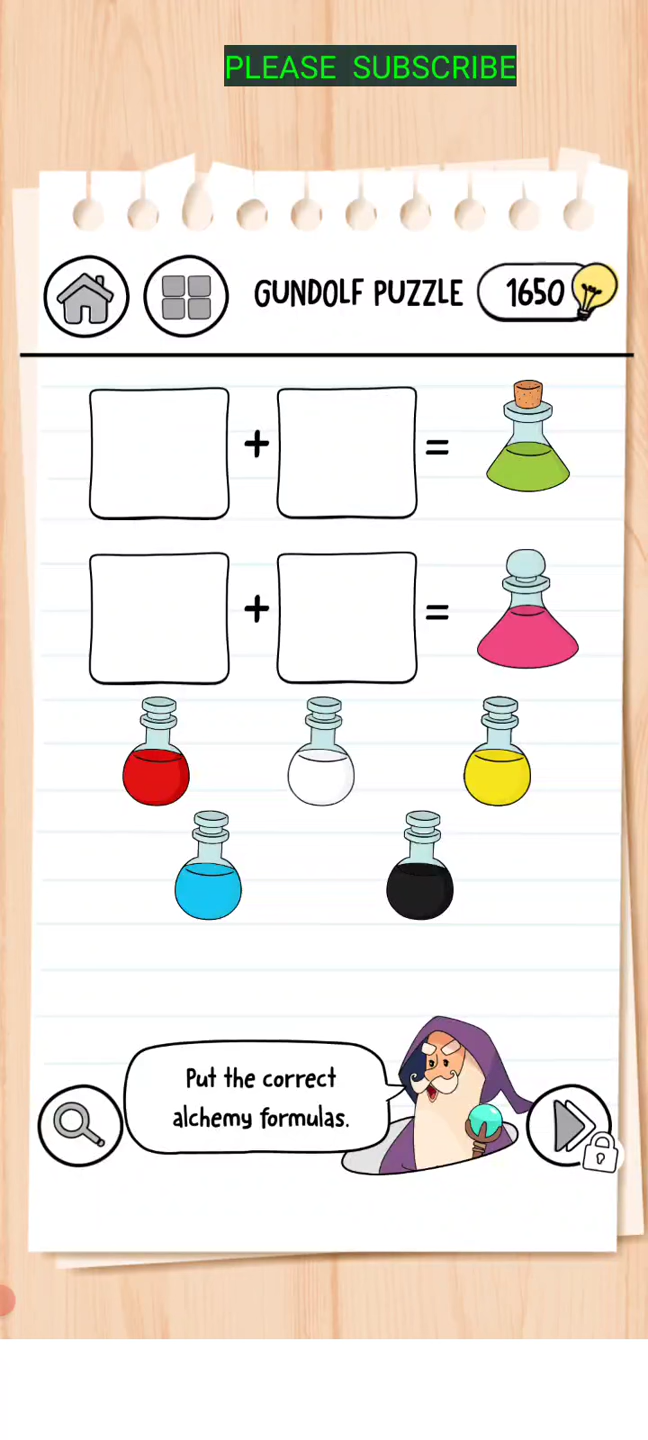 PLEASE SUBSCRIBE
GUNDOLF PUZZLE 1650
+ =
+ =
Put the correct
alchemy formulas.